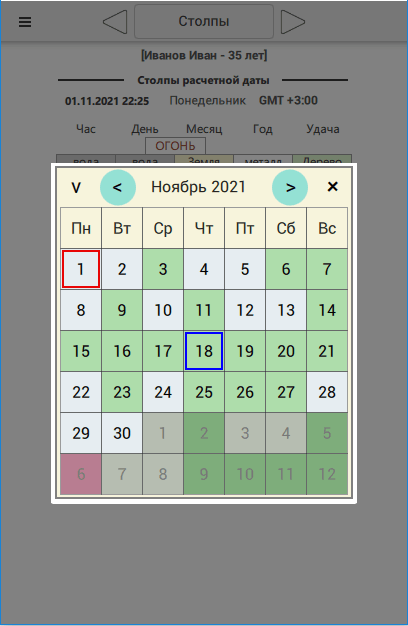 Столпы
[Иванов Иван - 35 лет]
Столпы расчетной даты
01.11.2021 22:25 Понедельник GMT +3:00
Час День Месяц Год Удача
ОГОНЬ
вода вода Земля металл Дерево
v < Ноябрь 2021 > ×
Пн Вт Ср Чт Пт Сб Вс
1 2 3 4 5 6 7
8 9 10 11 12 13 14
15 16 17 18 19 20 21
22 23 24 25 26 27 28
29 30 1 2 3 4 5
6 7 8 9 10 11 12